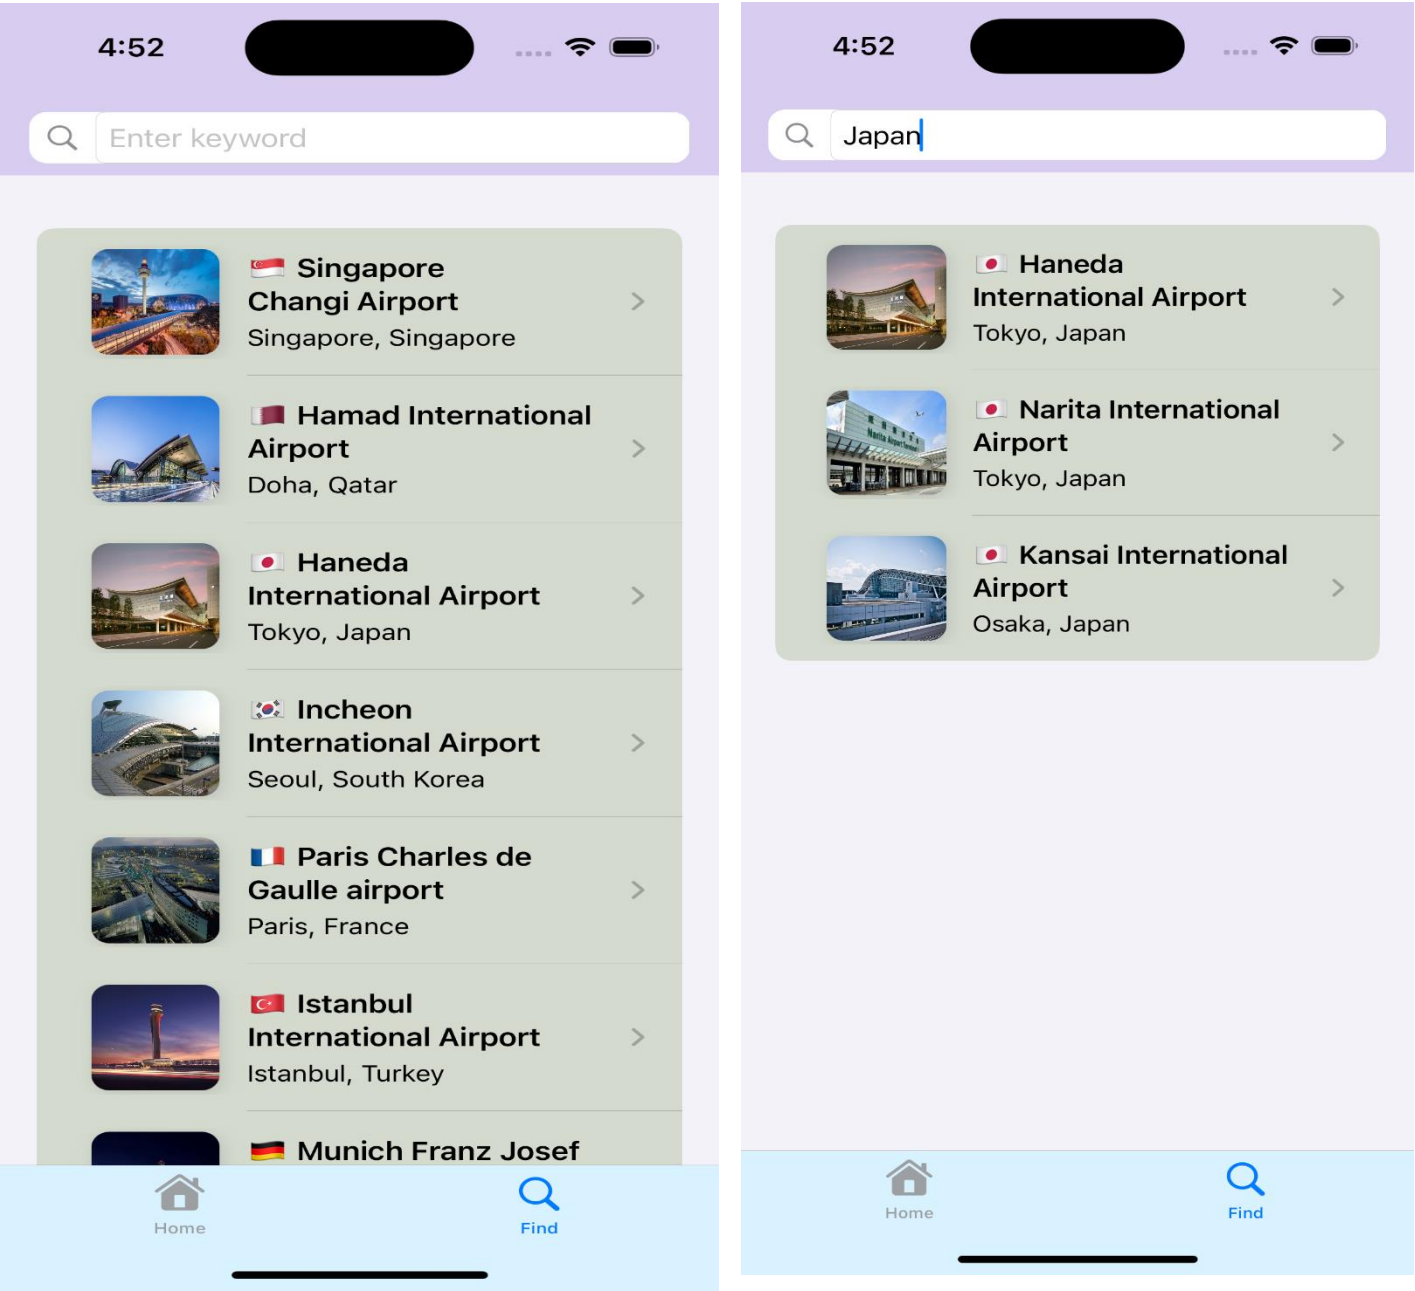 4:52
Enter keyword
Singapore
Changi Airport
Singapore, Singapore
Hamad International
Airport
Doha, Qatar
Haneda
International Airport
Tokyo, Japan
Incheon
International Airport
Seoul, South Korea
Paris Charles de
Gaulle airport
Paris, France
Istanbul
International Airport
Istanbul, Turkey
Munich Franz Josef
Home
Find
4:52
Japan
Haneda
International Airport
Tokyo, Japan
Narita International
Airport
Tokyo, Japan
Kansai International
Airport
Osaka, Japan
Home
Find